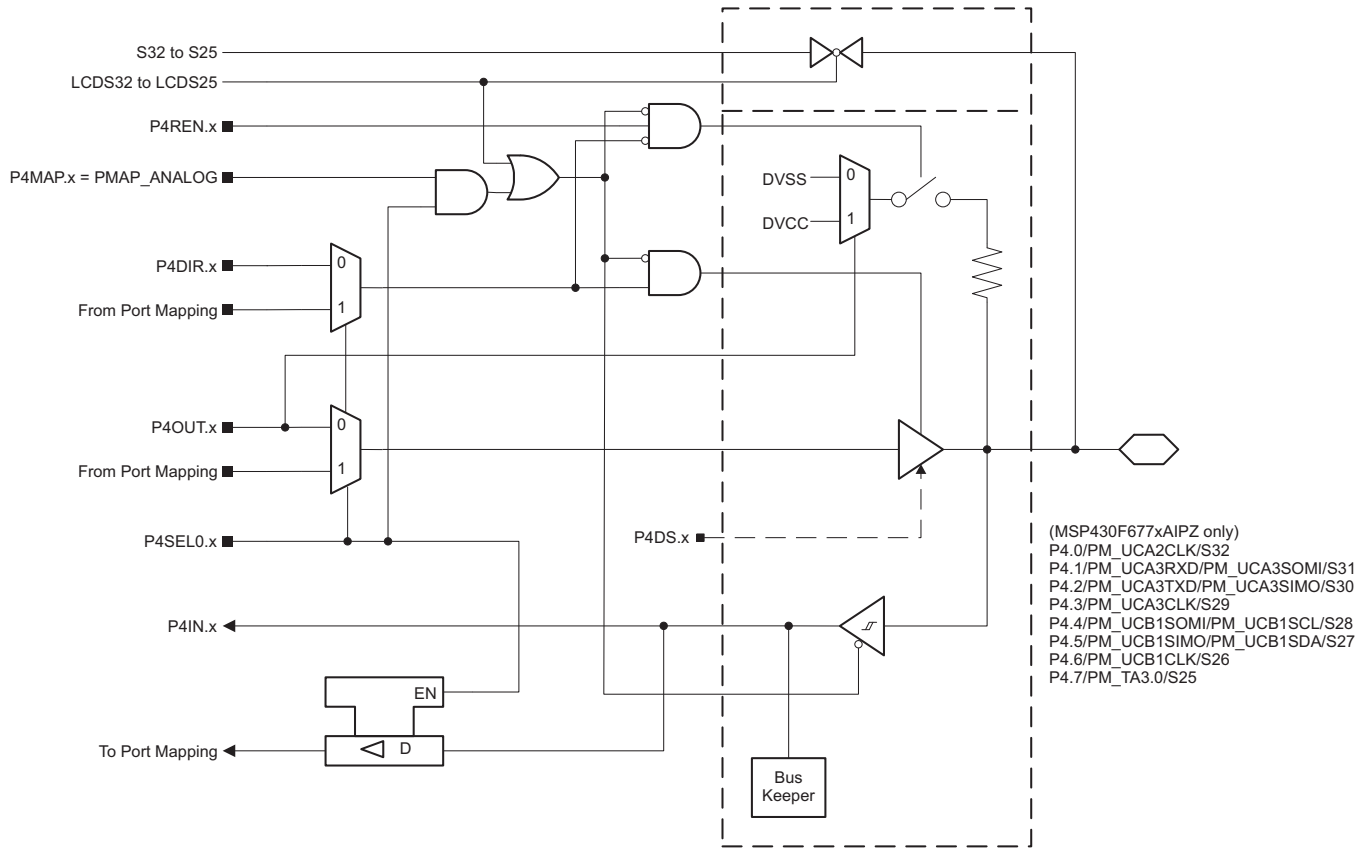 S32 to S25
LCDS32 to LCDS25
P4REN.x
P4MAP.x = PMAP_ANALOG
DVSS
0
DVCC
1
P4DIR.x
0
From Port Mapping
1
P4OUT.x
0
From Port Mapping
1
P4SEL0.x
P4DS.x
(MSP430F677xAIPZ only)
P4.0/PM_UCA2CLK/S32
P4.1/PM_UCA3RXD/PM_UCA3SOMI/S31
P4.2/PM_UCA3TXD/PM_UCA3SIMO/S30
P4.3/PM_UCA3CLK/S29
P4.4/PM_UCB1SOMI/PM_UCB1SCL/S28
P4.5/PM_UCB1SIMO/PM_UCB1SDA/S27
P4.6/PM_UCB1CLK/S26
P4.7/PM_TA3.0/S25
P4IN.x
EN
To Port Mapping
D
Bus
Keeper